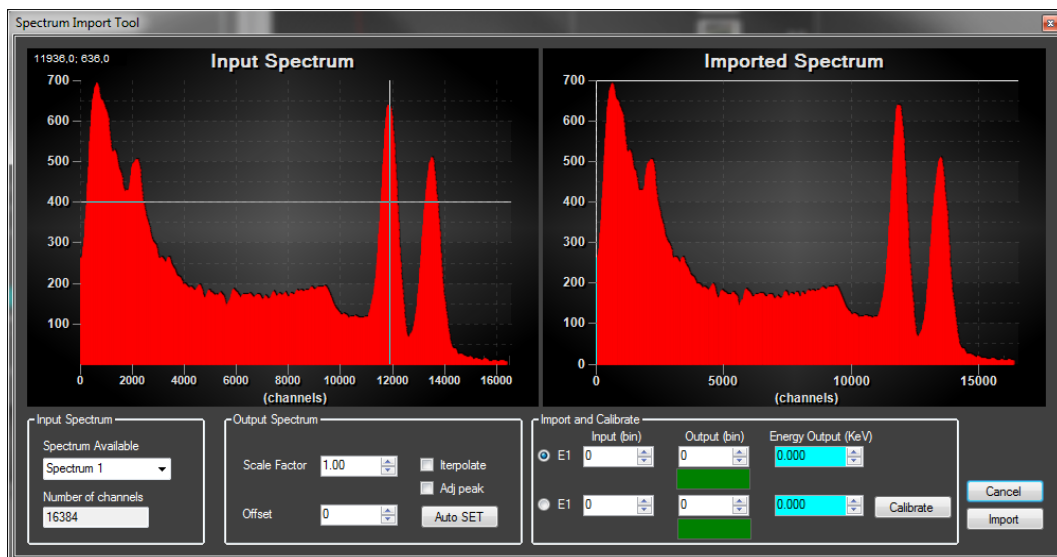 Spectrum Import Tool
x
11936,0; 636,0
Input Spectrum
700
600
500
400
300
200
100
0
2000
4000
6000
8000
10000
12000
14000
16000
(channels)
Imported Spectrum
700
600
500
400
300
200
100
0
0
5000
10000
15000
(channels)
Input Spectrum
Spectrum Available
Spectrum 1
Number of channels
16384
Output Spectrum
Scale Factor 1.00 Iterpolate
Adj peak
Offset 0 Auto SET
Import and Calibrate
Input (bin) Output (bin) Energy Output (KeV)
E1 0 0 0.000
E1 0 0 0.000 Calibrate
Cancel
Import